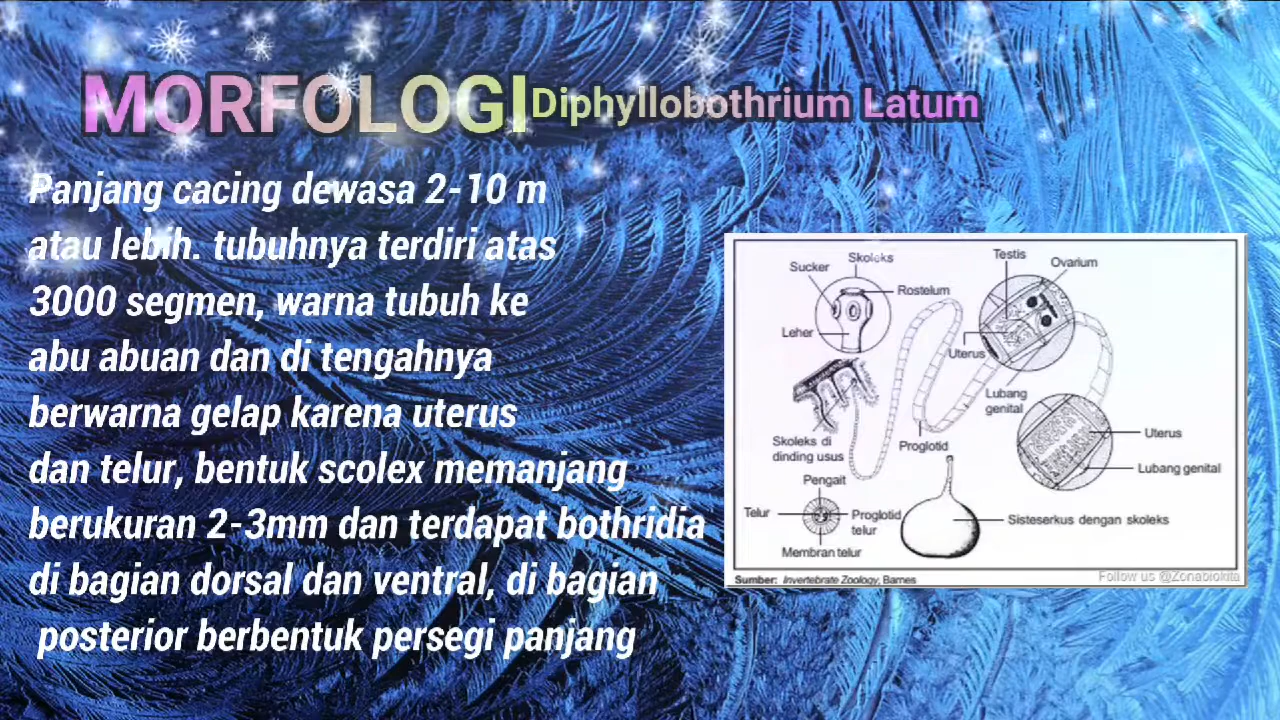 MORFOLOGI Diphyllobothrium Latum
Panjang cacing dewasa 2-10 m
atau lebih. tubuhnya terdiri atas
3000 segmen, warna tubuh ke
abu abuan dan di tengahnya
berwarna gelap karena uterus
dan telur, bentuk scolex memanjang
berukuran 2-3mm dan terdapat bothridia
di bagian dorsal dan ventral, di bagian
posterior berbentuk persegi panjang
Skoleks
Sucker
Rostelum
Leher
Testis
Ovarium
Uterus
Lubang
genital
Skoleks di
dinding usus
Proglotid
Uterus
Lubang genital
Pengait
Telur
Proglotid
telur
Membran telur
Sisteserkus dengan skoleks
Sumber: Invertebrate Zoology, Barnes
Follow us @Zonabiokita